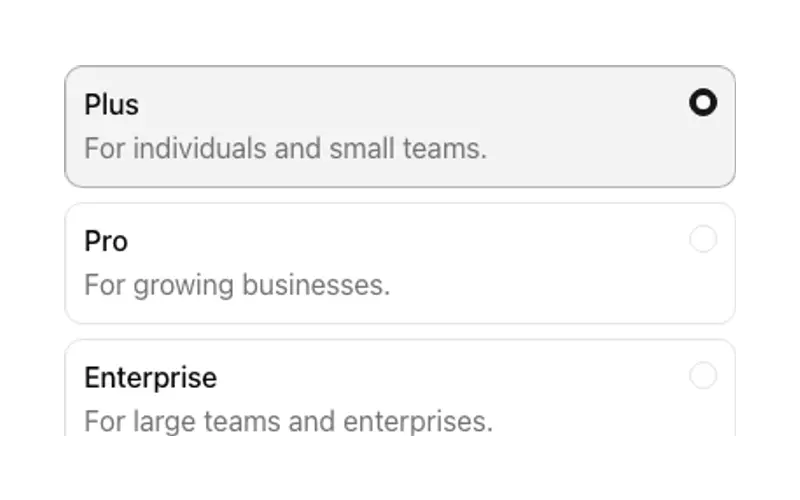 Plus
For individuals and small teams.
Pro
For growing businesses.
Enterprise
For large teams and enterprises.